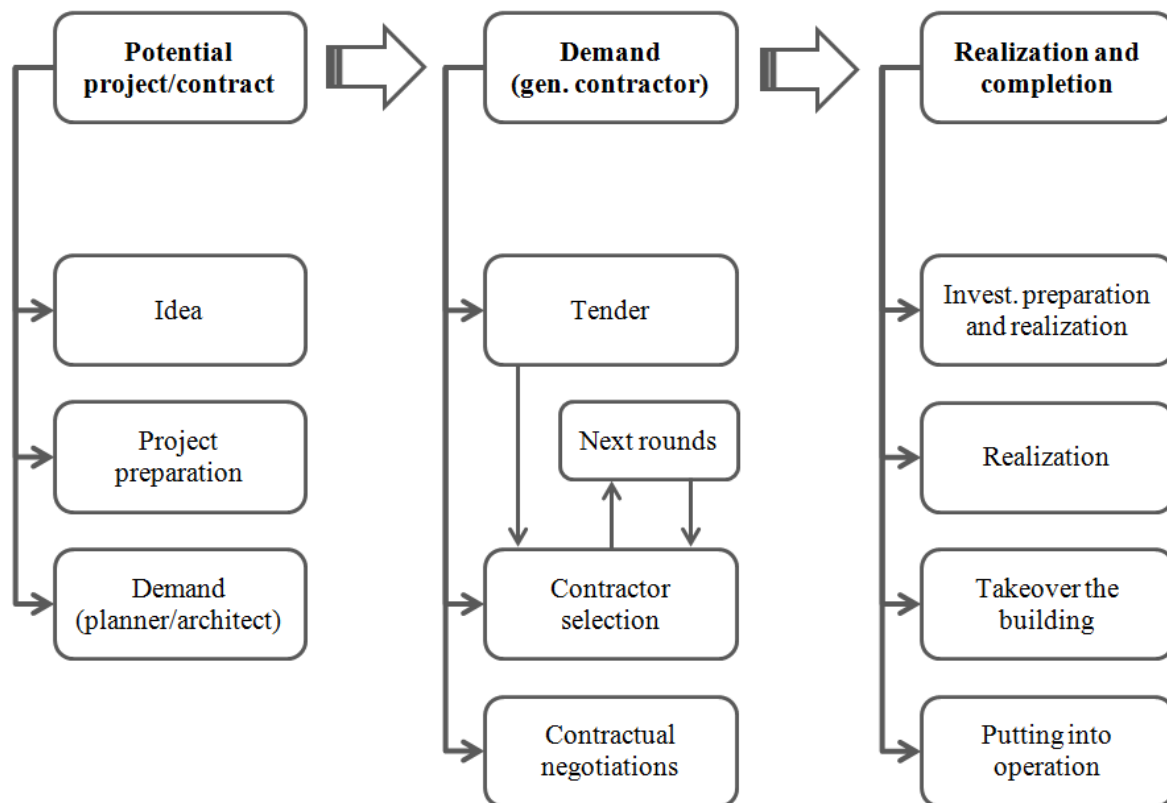 Potential
project/contract
Demand
(gen. contractor)
Realization and
completion
Idea
Project
preparation
Demand
(planner/architect)
Tender
Next rounds
Contractor
selection
Contractual
negotiations
Invest. preparation
and realization
Realization
Takeover the
building
Putting into
operation